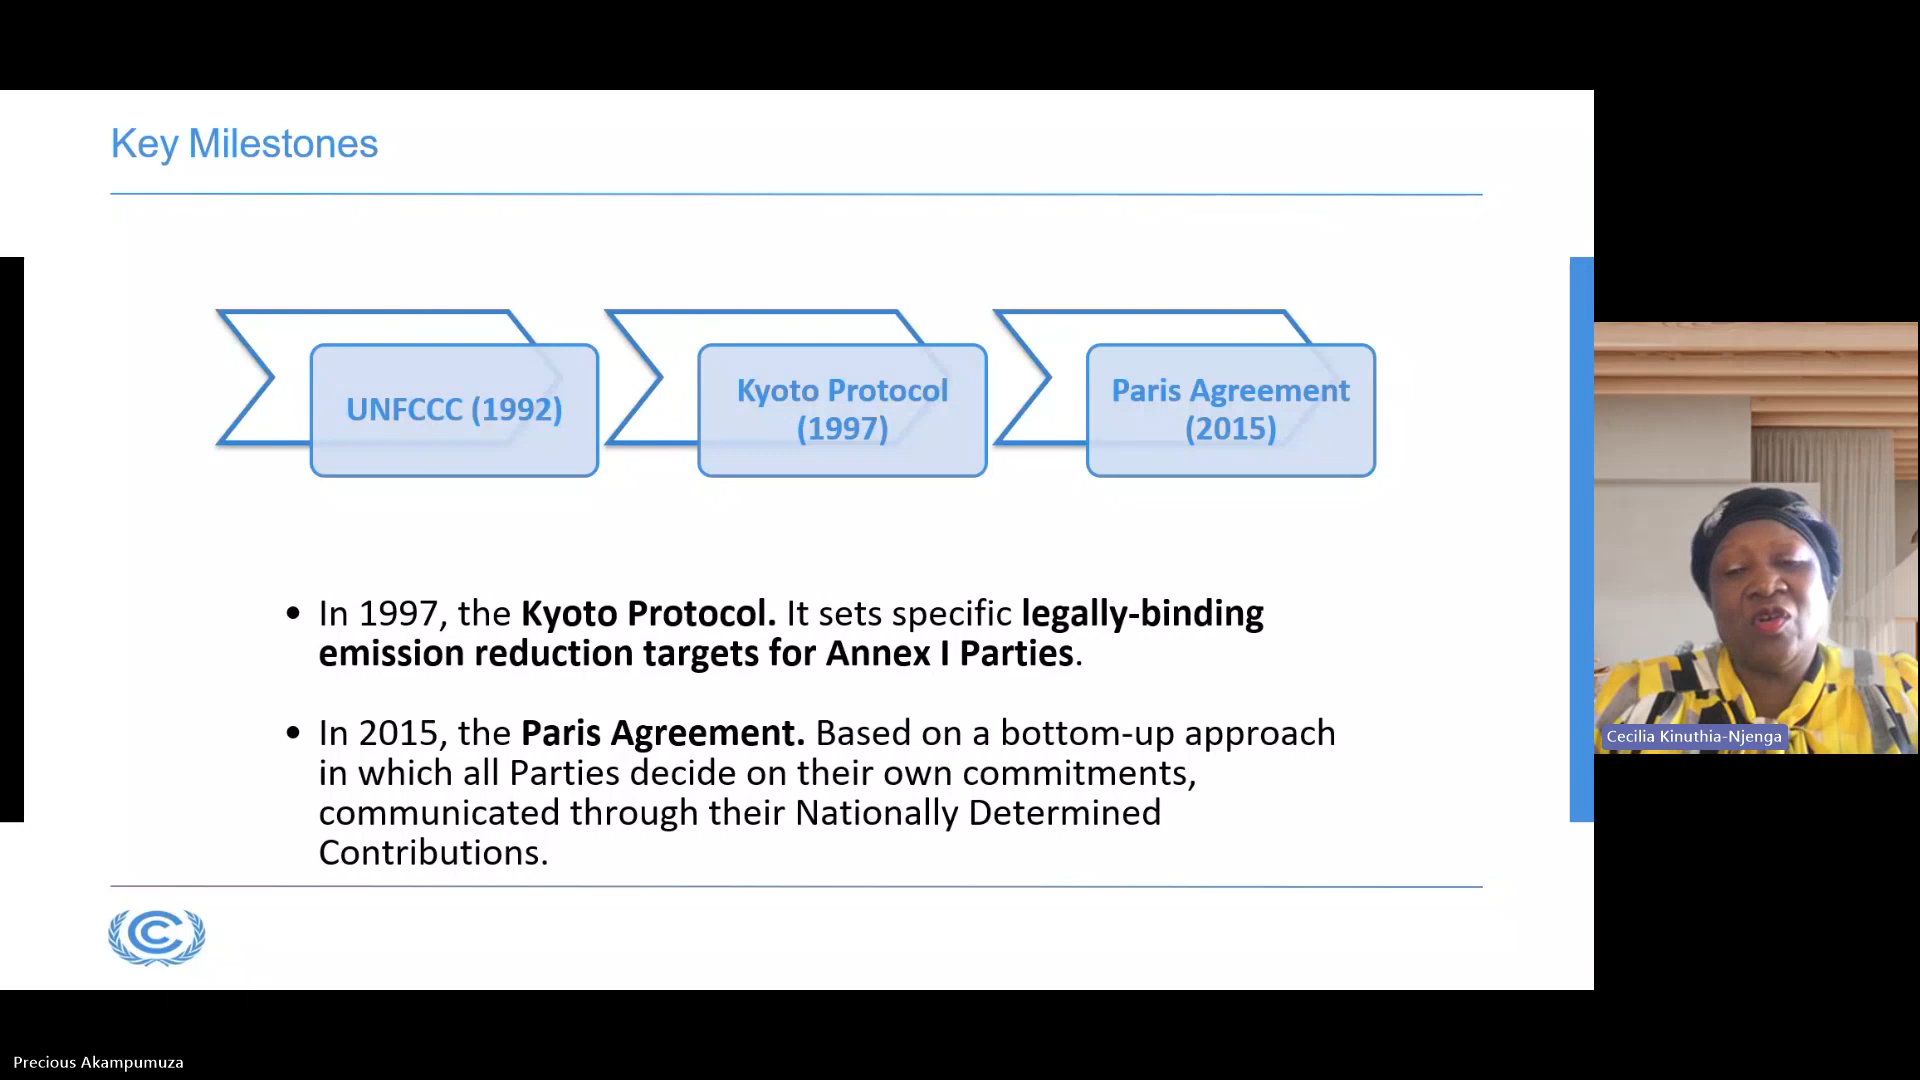 Key Milestones
UNFCCC (1992)
Kyoto Protocol
(1997)
Paris Agreement
(2015)
• In 1997, the Kyoto Protocol. It sets specific legally-binding
emission reduction targets for Annex I Parties.
• In 2015, the Paris Agreement. Based on a bottom-up approach
in which all Parties decide on their own commitments,
communicated through their Nationally Determined
Contributions.
Cecilia Kinuthia-Njenga
Precious Akampumuza